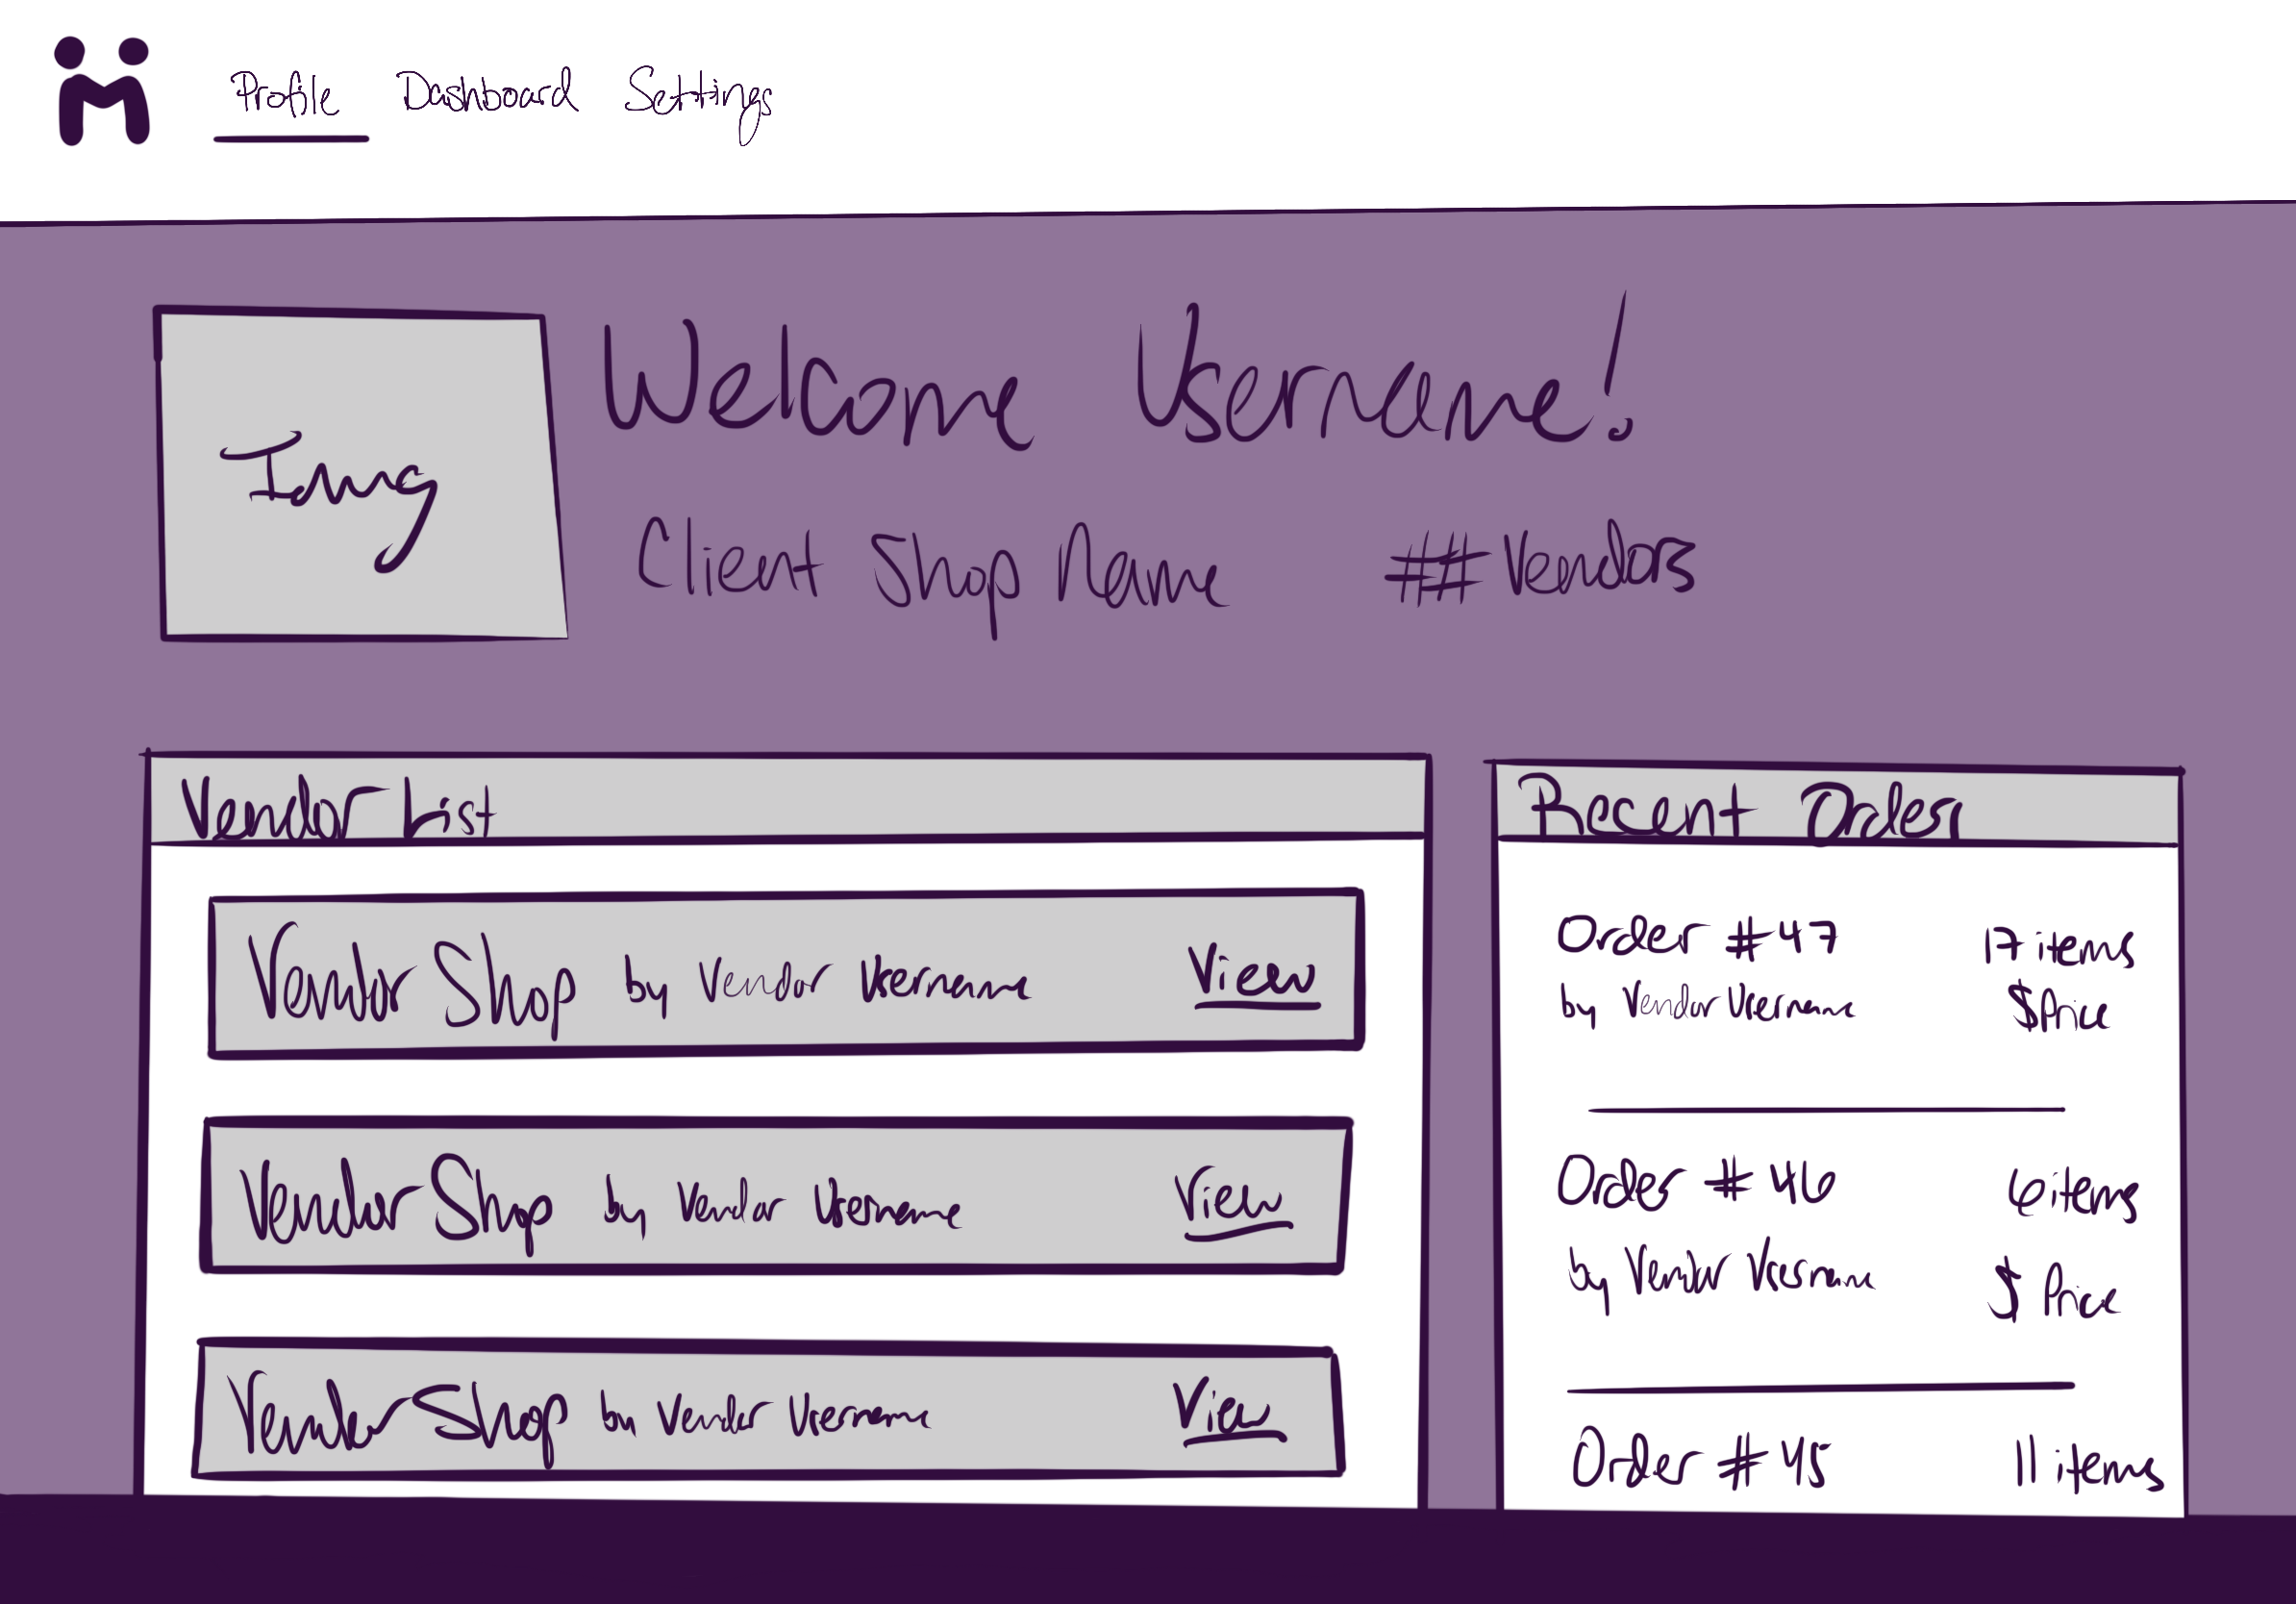 Profile Dashboard Settings
Img
Welcome Username!
Client Shop Name ## Vendors
Vendor List
Vendor Shop by Vendor Username View
Vendor Shop by Vendor Username View
Vendor Shop by Vendor Username View
Recent Order
Order #47 17 items
by Vendor Username $Price
Order #46 6 items
by Vendor Username $Price
Order #45 11 items